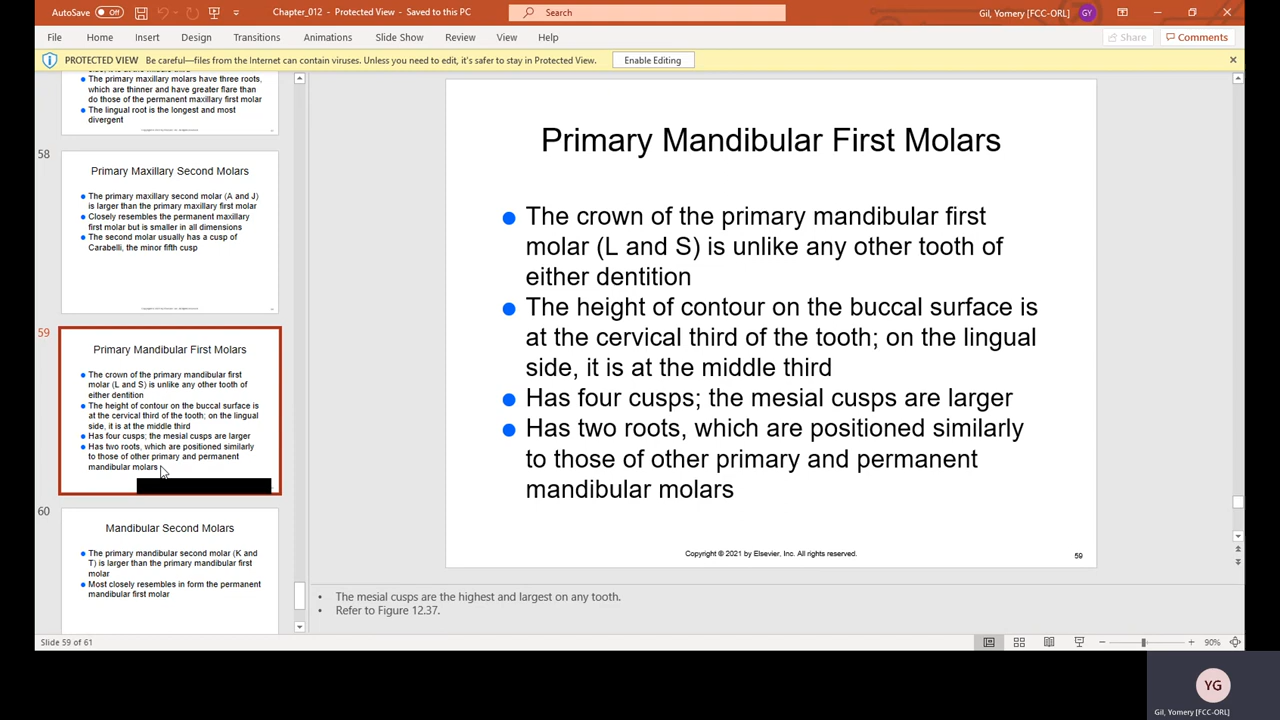 AutoSave Off
Chapter_012 - Protected View - Saved to this PC
Search
Gil, Yomery [FCC-ORL]
GY
File Home Insert Design Transitions Animations Slide Show Review View Help
Share
Comments
PROTECTED VIEW Be careful—files from the Internet can contain viruses. Unless you need to edit, it's safer to stay in Protected View.
Enable Editing
The primary maxillary molars have three roots,
which are thinner and have greater flare than
do those of the permanent maxillary first molar
The lingual root is the longest and most
divergent
58
Primary Maxillary Second Molars
The primary maxillary second molar (A and J)
is larger than the primary maxillary first molar
Closely resembles the permanent maxillary
first molar but is smaller in all dimensions
The second molar usually has a cusp of
Carabelli, the minor fifth cusp
59
Primary Mandibular First Molars
The crown of the primary mandibular first
molar (L and S) is unlike any other tooth of
either dentition
The height of contour on the buccal surface is
at the cervical third of the tooth; on the lingual
side, it is at the middle third
Has four cusps; the mesial cusps are larger
Has two roots, which are positioned similarly
to those of other primary and permanent
mandibular molars
60
Mandibular Second Molars
The primary mandibular second molar (K and
T) is larger than the primary mandibular first
molar
Most closely resembles in form the permanent
mandibular first molar
Primary Mandibular First Molars
The crown of the primary mandibular first
molar (L and S) is unlike any other tooth of
either dentition
The height of contour on the buccal surface is
at the cervical third of the tooth; on the lingual
side, it is at the middle third
Has four cusps; the mesial cusps are larger
Has two roots, which are positioned similarly
to those of other primary and permanent
mandibular molars
Copyright © 2021 by Elsevier, Inc. All rights reserved.
59
The mesial cusps are the highest and largest on any tooth.
Refer to Figure 12.37.
Slide 59 of 61
90%
YG
Gil, Yomery [FCC-ORL]